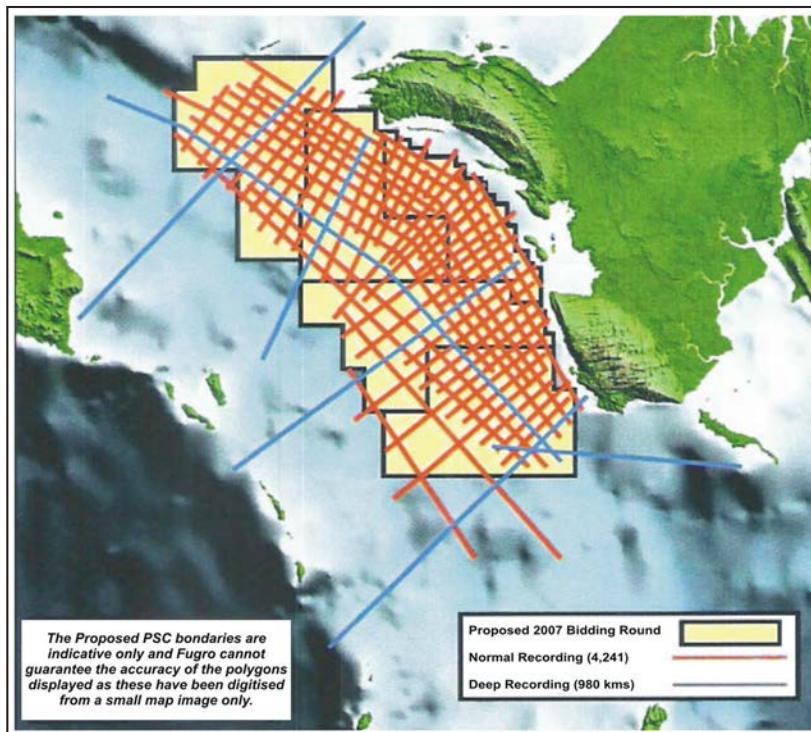 The Proposed PSC bondaries are
indicative only and Fugro cannot
guarantee the accuracy of the polygons
displayed as these have been digitised
from a small map image only.
Proposed 2007 Bidding Round
Normal Recording (4,241)
Deep Recording (980 kms)